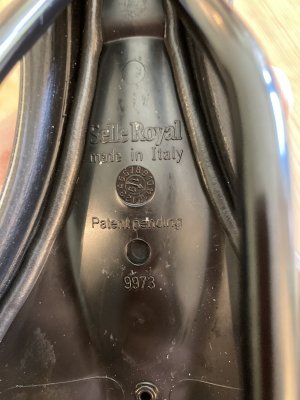 Selle Royal
made in Italy
Patent pending
9973